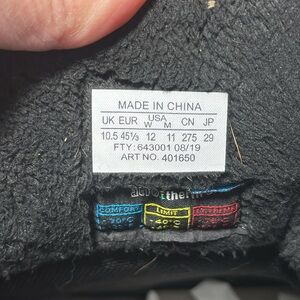 MADE IN CHINA
UK EUR USA W M CN JP
10.5 45⅓ 12 11 275 29
FTY: 643001 08/19
ART NO. 401650
COMFORT LIMIT EXTREME